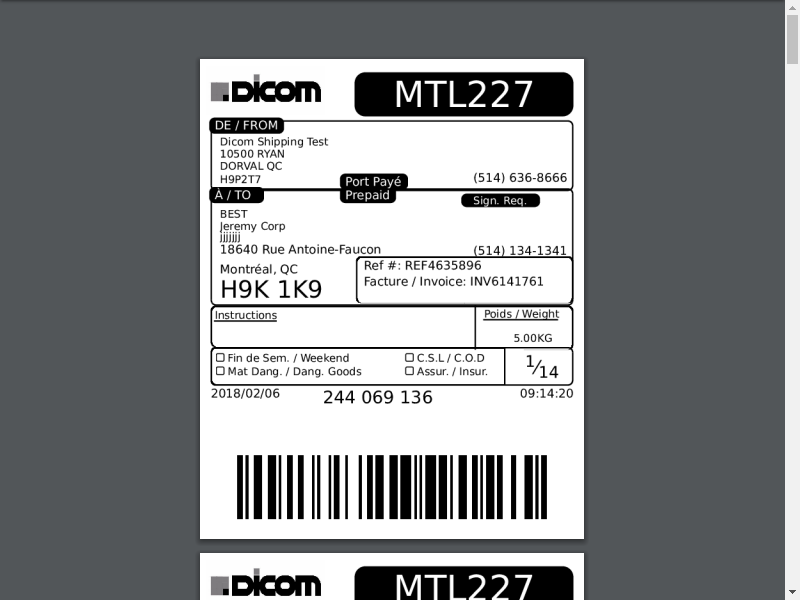 Dicom
MTL227
DE / FROM
Dicom Shipping Test
10500 RYAN
DORVAL QC
H9P2T7
Port Payé
Prepaid
(514) 636-8666
À / TO
Sign. Req.
BEST
Jeremy Corp
jjjjjjj
18640 Rue Antoine-Faucon
(514) 134-1341
Montréal, QC
H9K 1K9
Ref #: REF4635896
Facture / Invoice: INV6141761
Instructions
Poids / Weight
5.00KG
Fin de Sem. / Weekend
C.S.L / C.O.D
Mat Dang. / Dang. Goods
Assur. / Insur.
1/14
2018/02/06
244 069 136
09:14:20
Dicom
MTL227